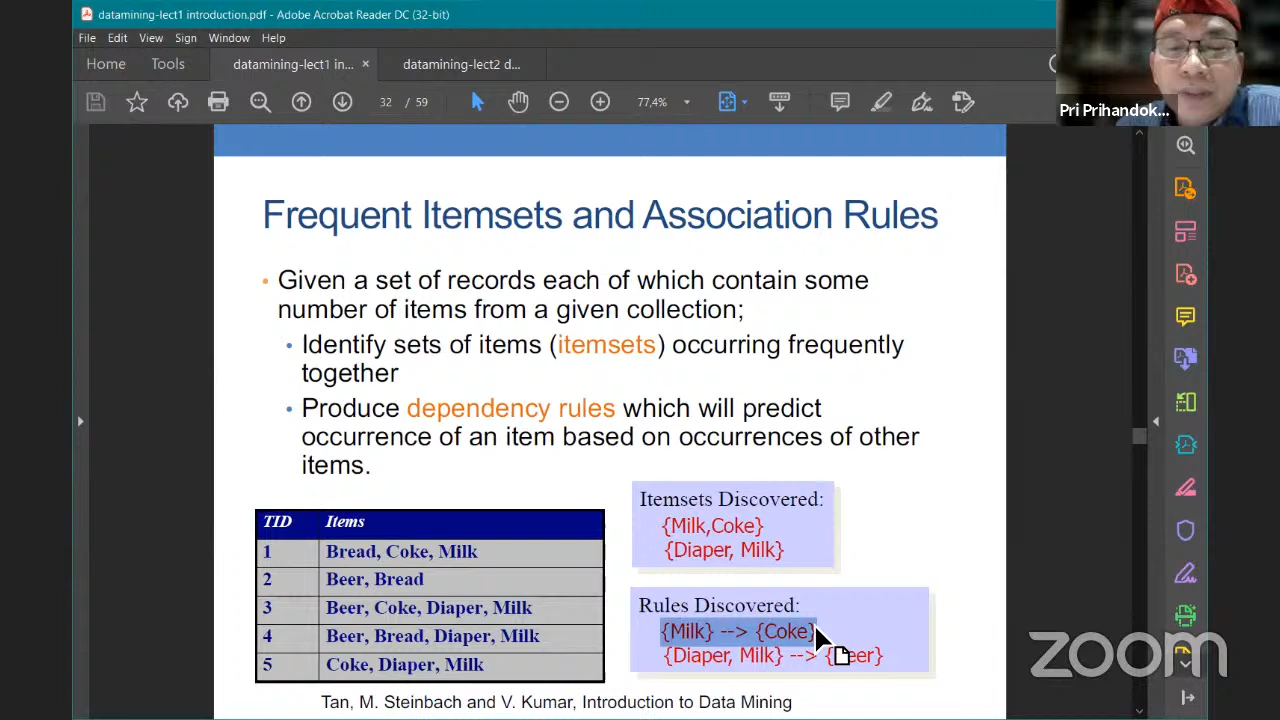 datamining-lect1 introduction.pdf - Adobe Acrobat Reader DC (32-bit)
File Edit View Sign Window Help
Home Tools datamining-lect1 in... × datamining-lect2 d...
32 / 59 77,4%
Pri Prihandok...
Frequent Itemsets and Association Rules
• Given a set of records each of which contain some
number of items from a given collection;
• Identify sets of items (itemsets) occurring frequently
together
• Produce dependency rules which will predict
occurrence of an item based on occurrences of other
items.
TID Items
1 Bread, Coke, Milk
2 Beer, Bread
3 Beer, Coke, Diaper, Milk
4 Beer, Bread, Diaper, Milk
5 Coke, Diaper, Milk
Itemsets Discovered:
{Milk,Coke}
{Diaper, Milk}
Rules Discovered:
{Milk} --> {Coke}
{Diaper, Milk} --> {Beer}
Tan, M. Steinbach and V. Kumar, Introduction to Data Mining
zoom